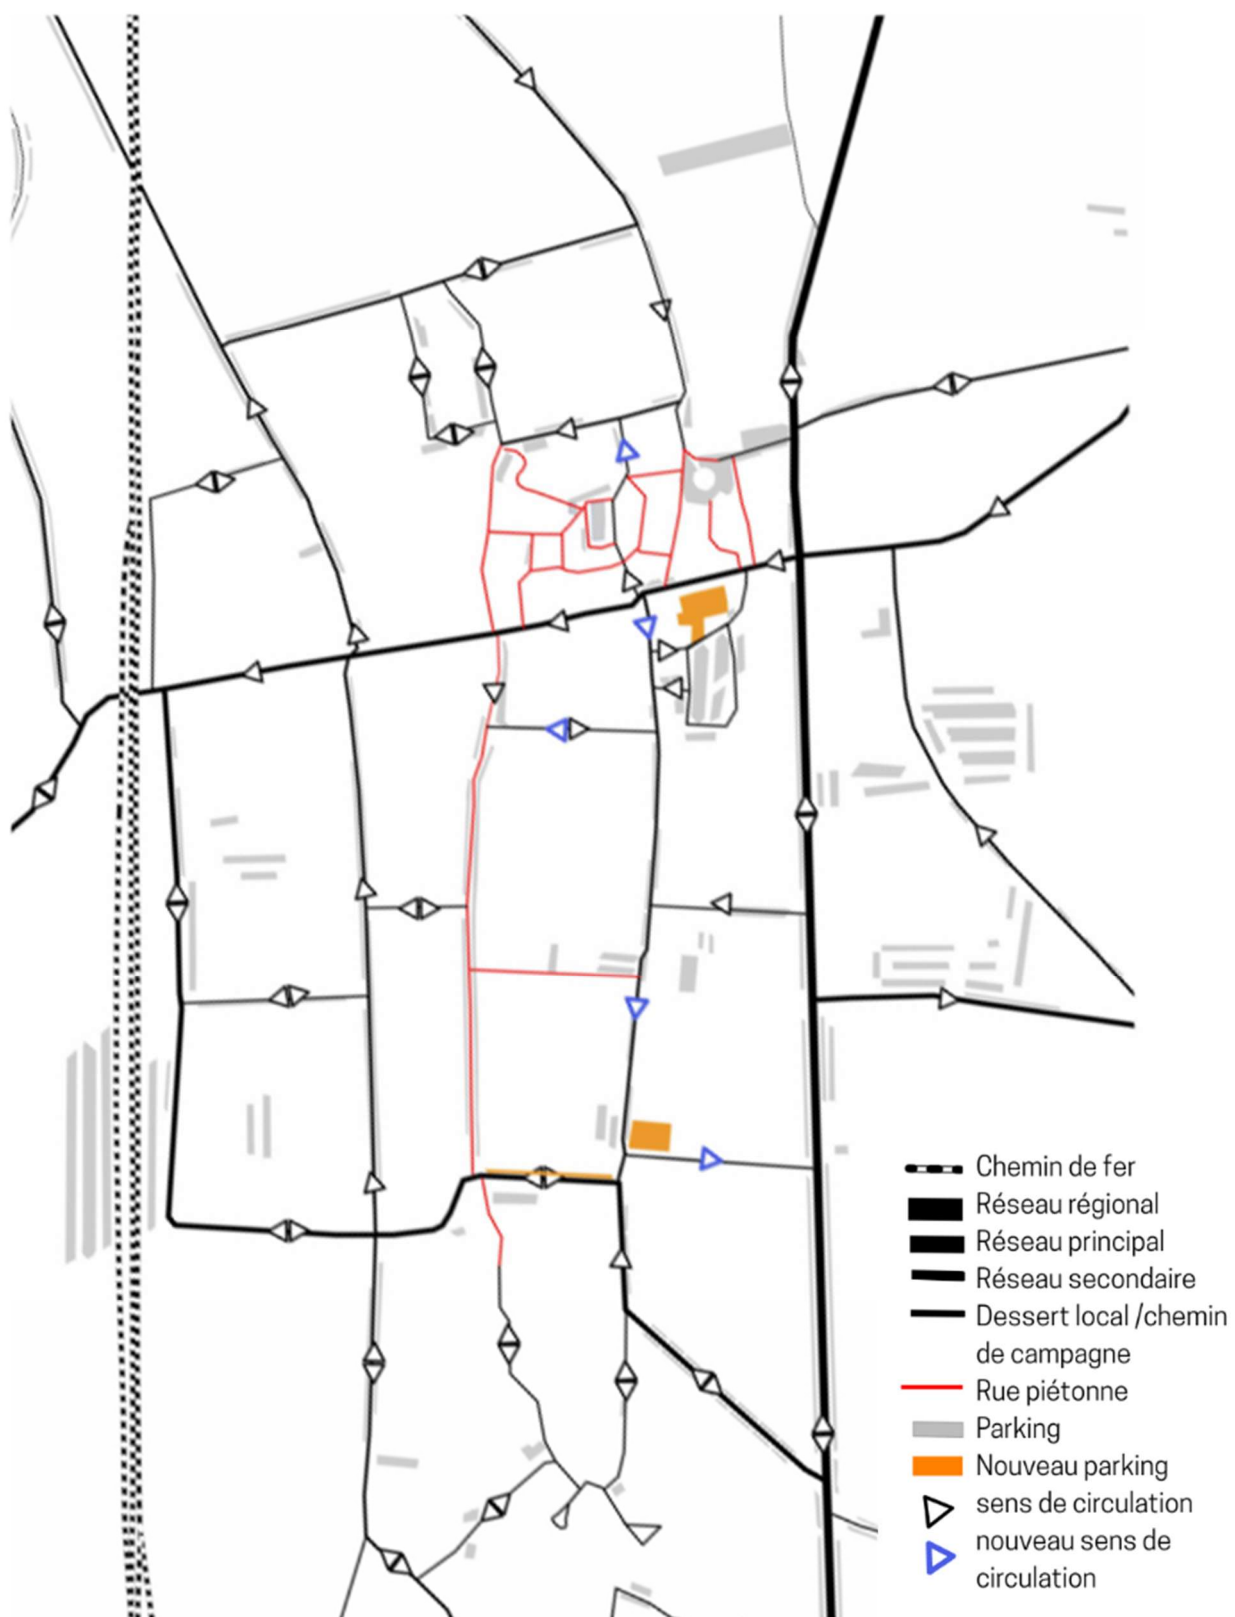 Chemin de fer
Réseau régional
Réseau principal
Réseau secondaire
Dessert local /chemin
de campagne
Rue piétonne
Parking
Nouveau parking
sens de circulation
nouveau sens de
circulation